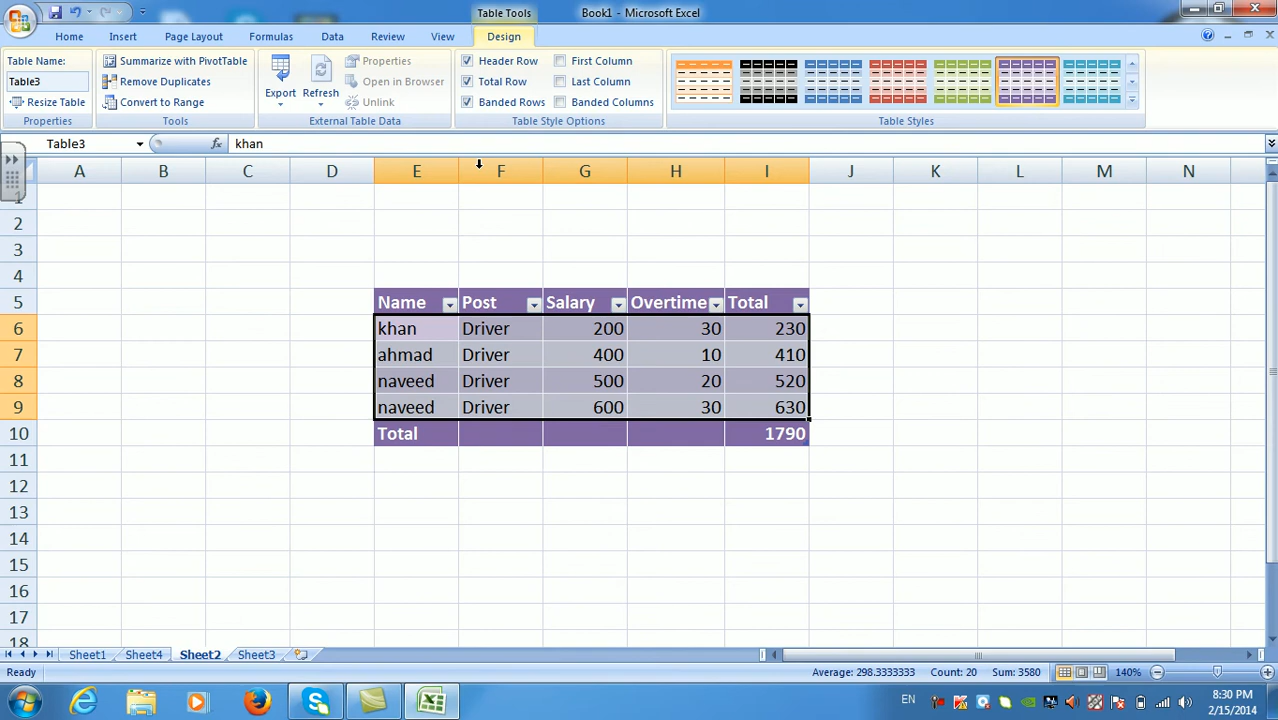 Table Tools
Book1 - Microsoft Excel
Home Insert Page Layout Formulas Data Review View Design
Table Name:
Table3
Resize Table
Properties
Summarize with PivotTable
Remove Duplicates
Convert to Range
Tools
Export
Refresh
Properties
Open in Browser
Unlink
External Table Data
Header Row
Total Row
Banded Rows
First Column
Last Column
Banded Columns
Table Style Options
Table Styles
Table3 fx khan
A B C D E F G H I J K L M N
1
2
3
4
5 Name Post Salary Overtime Total
6 khan Driver 200 30 230
7 ahmad Driver 400 10 410
8 naveed Driver 500 20 520
9 naveed Driver 600 30 630
10 Total 1790
11
12
13
14
15
16
17
18
Sheet1 Sheet4 Sheet2 Sheet3
Ready Average: 298.3333333 Count: 20 Sum: 3580 140%
EN 8:30 PM
2/15/2014